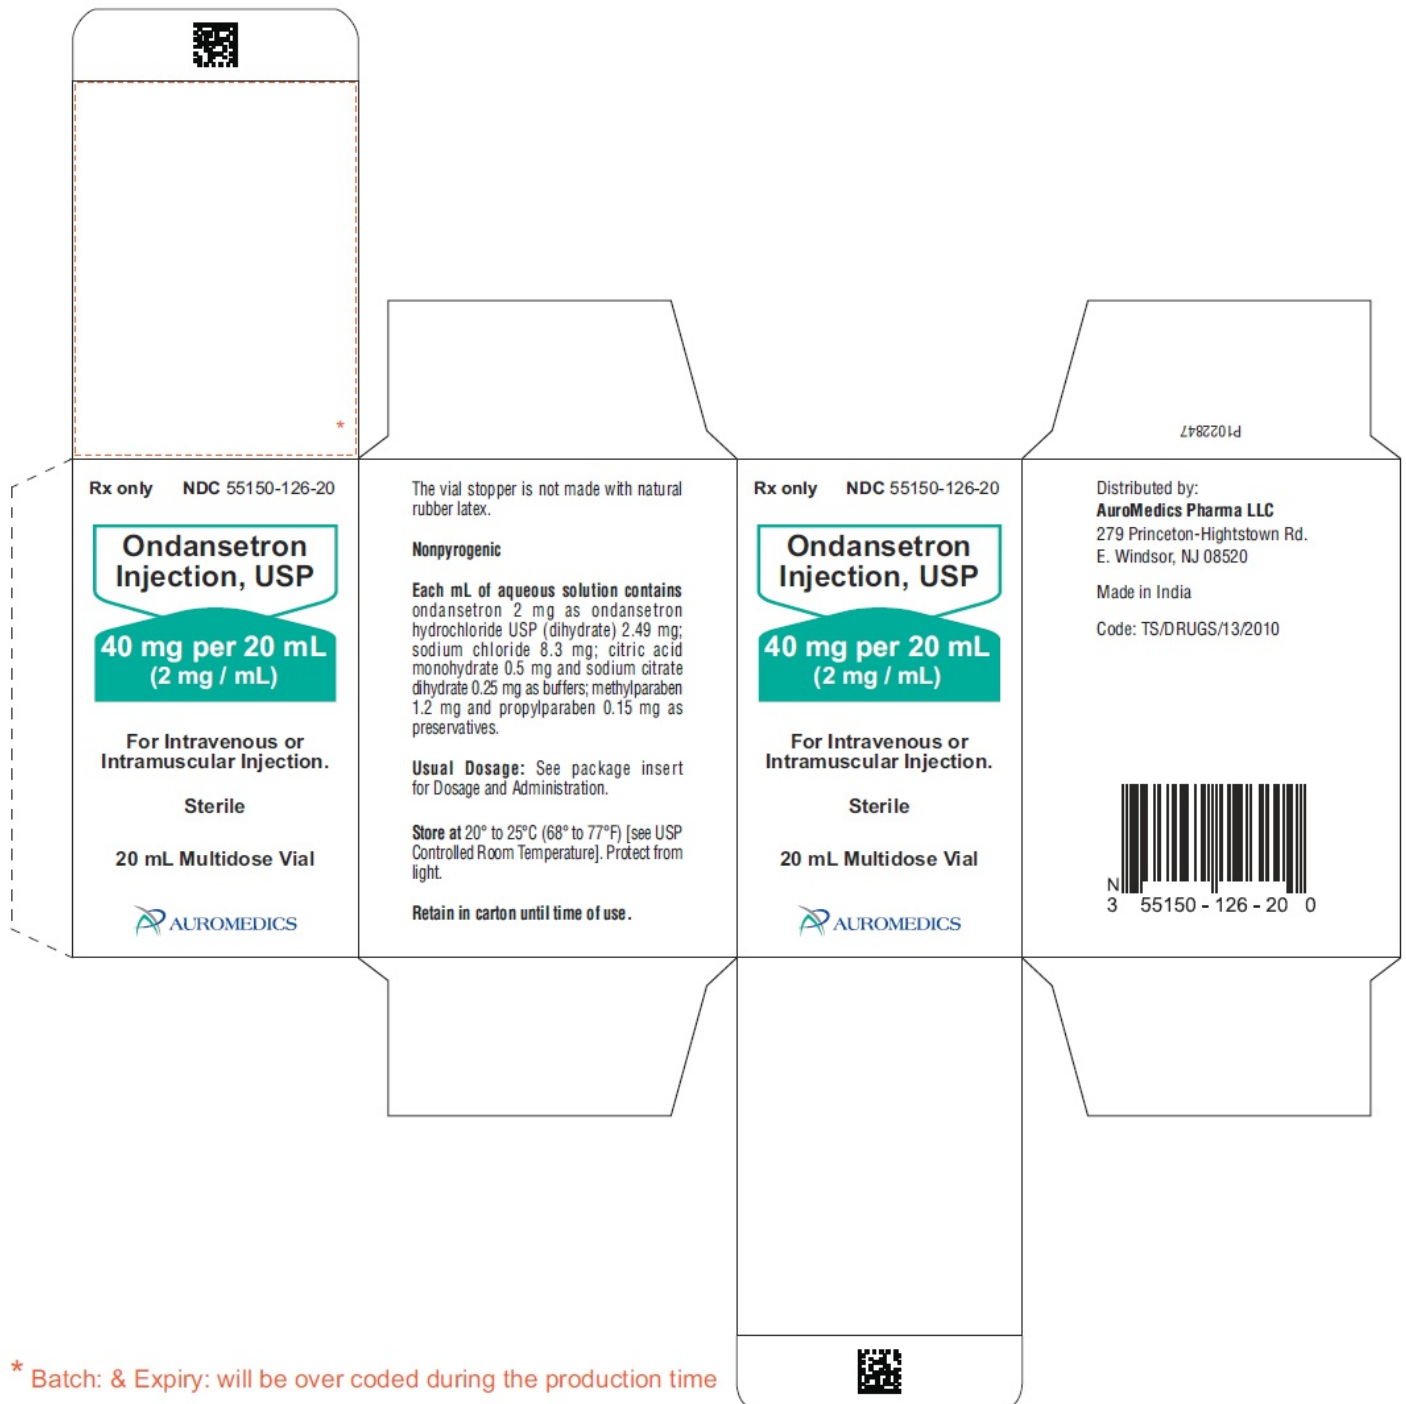 Rx only NDC 55150-126-20
Ondansetron
Injection, USP
40 mg per 20 mL
(2 mg / mL)
For Intravenous or
Intramuscular Injection.
Sterile
20 mL Multidose Vial
AUROMEDICS
The vial stopper is not made with natural
rubber latex.
Nonpyrogenic
Each mL of aqueous solution contains
ondansetron 2 mg as ondansetron
hydrochloride USP (dihydrate) 2.49 mg;
sodium chloride 8.3 mg; citric acid
monohydrate 0.5 mg and sodium citrate
dihydrate 0.25 mg as buffers; methylparaben
1.2 mg and propylparaben 0.15 mg as
preservatives.
Usual Dosage: See package insert
for Dosage and Administration.
Store at 20° to 25°C (68° to 77°F) [see USP
Controlled Room Temperature]. Protect from
light.
Retain in carton until time of use.
Rx only NDC 55150-126-20
Ondansetron
Injection, USP
40 mg per 20 mL
(2 mg / mL)
For Intravenous or
Intramuscular Injection.
Sterile
20 mL Multidose Vial
AUROMEDICS
P1022847
Distributed by:
AuroMedics Pharma LLC
279 Princeton-Hightstown Rd.
E. Windsor, NJ 08520
Made in India
Code: TS/DRUGS/13/2010
N
3 55150 - 126 - 20 0
* Batch: & Expiry: will be over coded during the production time